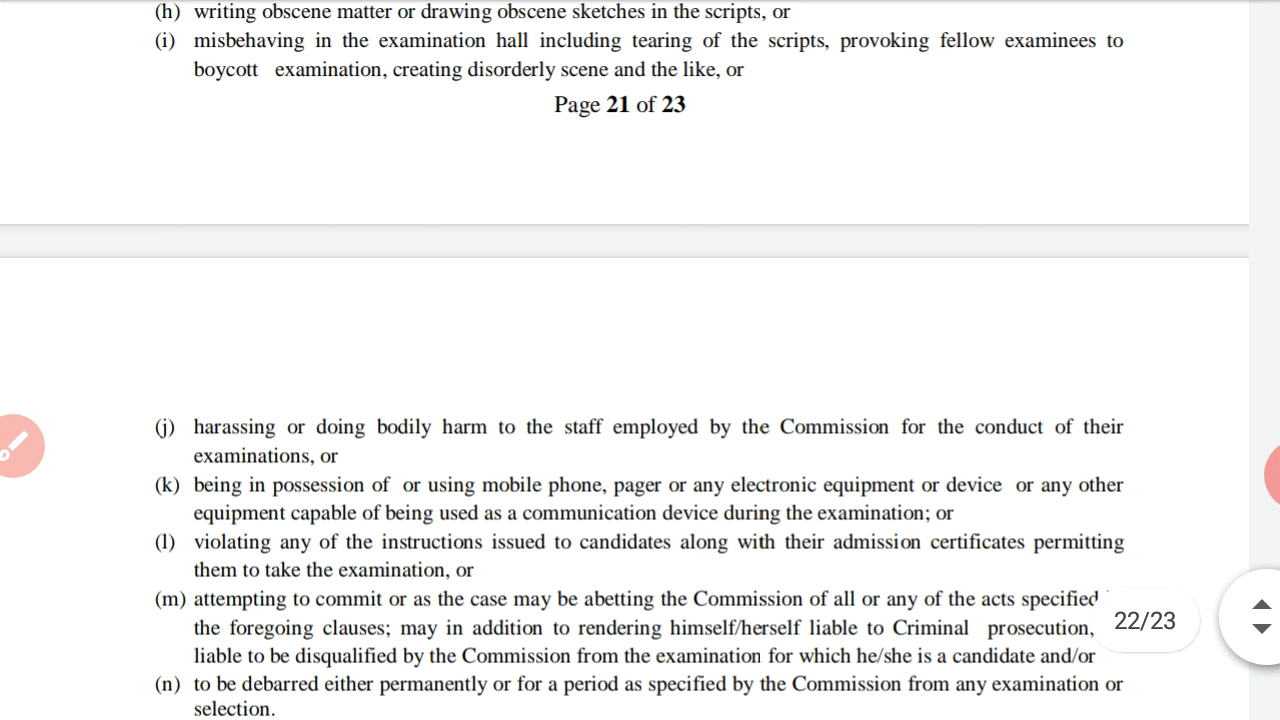 (h) writing obscene matter or drawing obscene sketches in the scripts, or
(i) misbehaving in the examination hall including tearing of the scripts, provoking fellow examinees to
boycott examination, creating disorderly scene and the like, or
Page 21 of 23
(j) harassing or doing bodily harm to the staff employed by the Commission for the conduct of their
examinations, or
(k) being in possession of or using mobile phone, pager or any electronic equipment or device or any other
equipment capable of being used as a communication device during the examination; or
(l) violating any of the instructions issued to candidates along with their admission certificates permitting
them to take the examination, or
(m) attempting to commit or as the case may be abetting the Commission of all or any of the acts specified
the foregoing clauses; may in addition to rendering himself/herself liable to Criminal prosecution,
22/23
liable to be disqualified by the Commission from the examination for which he/she is a candidate and/or
(n) to be debarred either permanently or for a period as specified by the Commission from any examination or
selection.